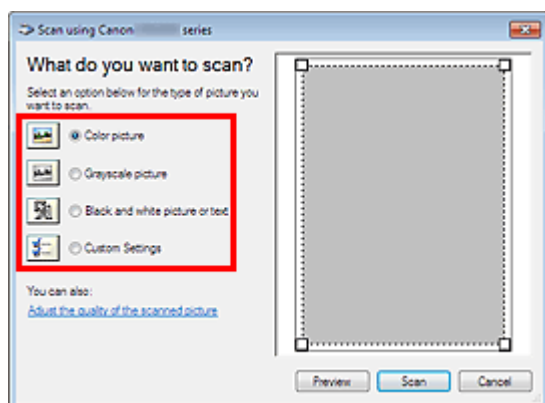 Scan using Canon series
What do you want to scan?
Select an option below for the type of picture you
want to scan.
Color picture
Grayscale picture
Black and white picture or text
Custom Settings
You can also:
Adjust the quality of the scanned picture
Preview
Scan
Cancel